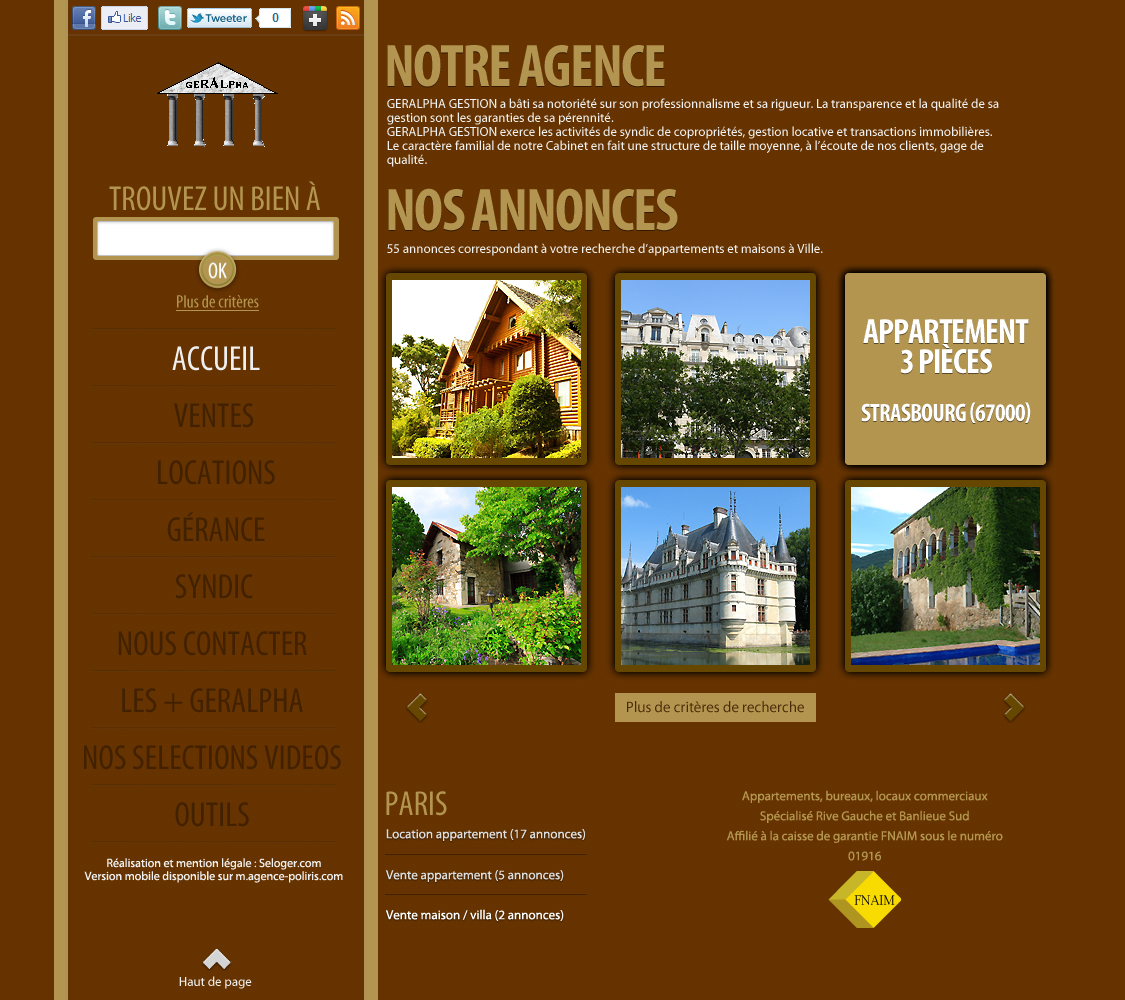 Like
Tweeter
0
GERALPHA
TROUVEZ UN BIEN À
OK
Plus de critères
ACCUEIL
VENTES
LOCATIONS
GÉRANCE
SYNDIC
NOUS CONTACTER
LES + GERALPHA
NOS SELECTIONS VIDEOS
OUTILS
Réalisation et mention légale : Seloger.com
Version mobile disponible sur m.agence-poliris.com
Haut de page
NOTRE AGENCE
GERALPHA GESTION a bâti sa notoriété sur son professionnalisme et sa rigueur. La transparence et la qualité de sa
gestion sont les garanties de sa pérennité.
GERALPHA GESTION exerce les activités de syndic de copropriétés, gestion locative et transactions immobilières.
Le caractère familial de notre Cabinet en fait une structure de taille moyenne, à l’écoute de nos clients, gage de
qualité.
NOS ANNONCES
55 annonces correspondant à votre recherche d’appartements et maisons à Ville.
APPARTEMENT
3 PIÈCES
STRASBOURG (67000)
Plus de critères de recherche
PARIS
Location appartement (17 annonces)
Vente appartement (5 annonces)
Vente maison / villa (2 annonces)
Appartements, bureaux, locaux commerciaux
Spécialisé Rive Gauche et Banlieue Sud
Affilié à la caisse de garantie FNAIM sous le numéro
01916
FNAIM